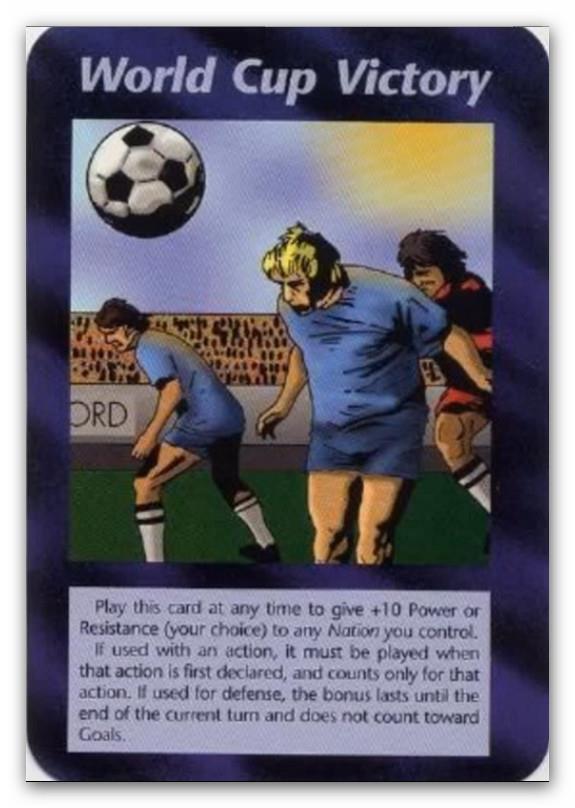 World Cup Victory
ORD
Play this card at any time to give +10 Power or
Resistance (your choice) to any Nation you control.
If used with an action, it must be played when
that action is first declared, and counts only for that
action. If used for defense, the bonus lasts until the
end of the current turn and does not count toward
Goals.